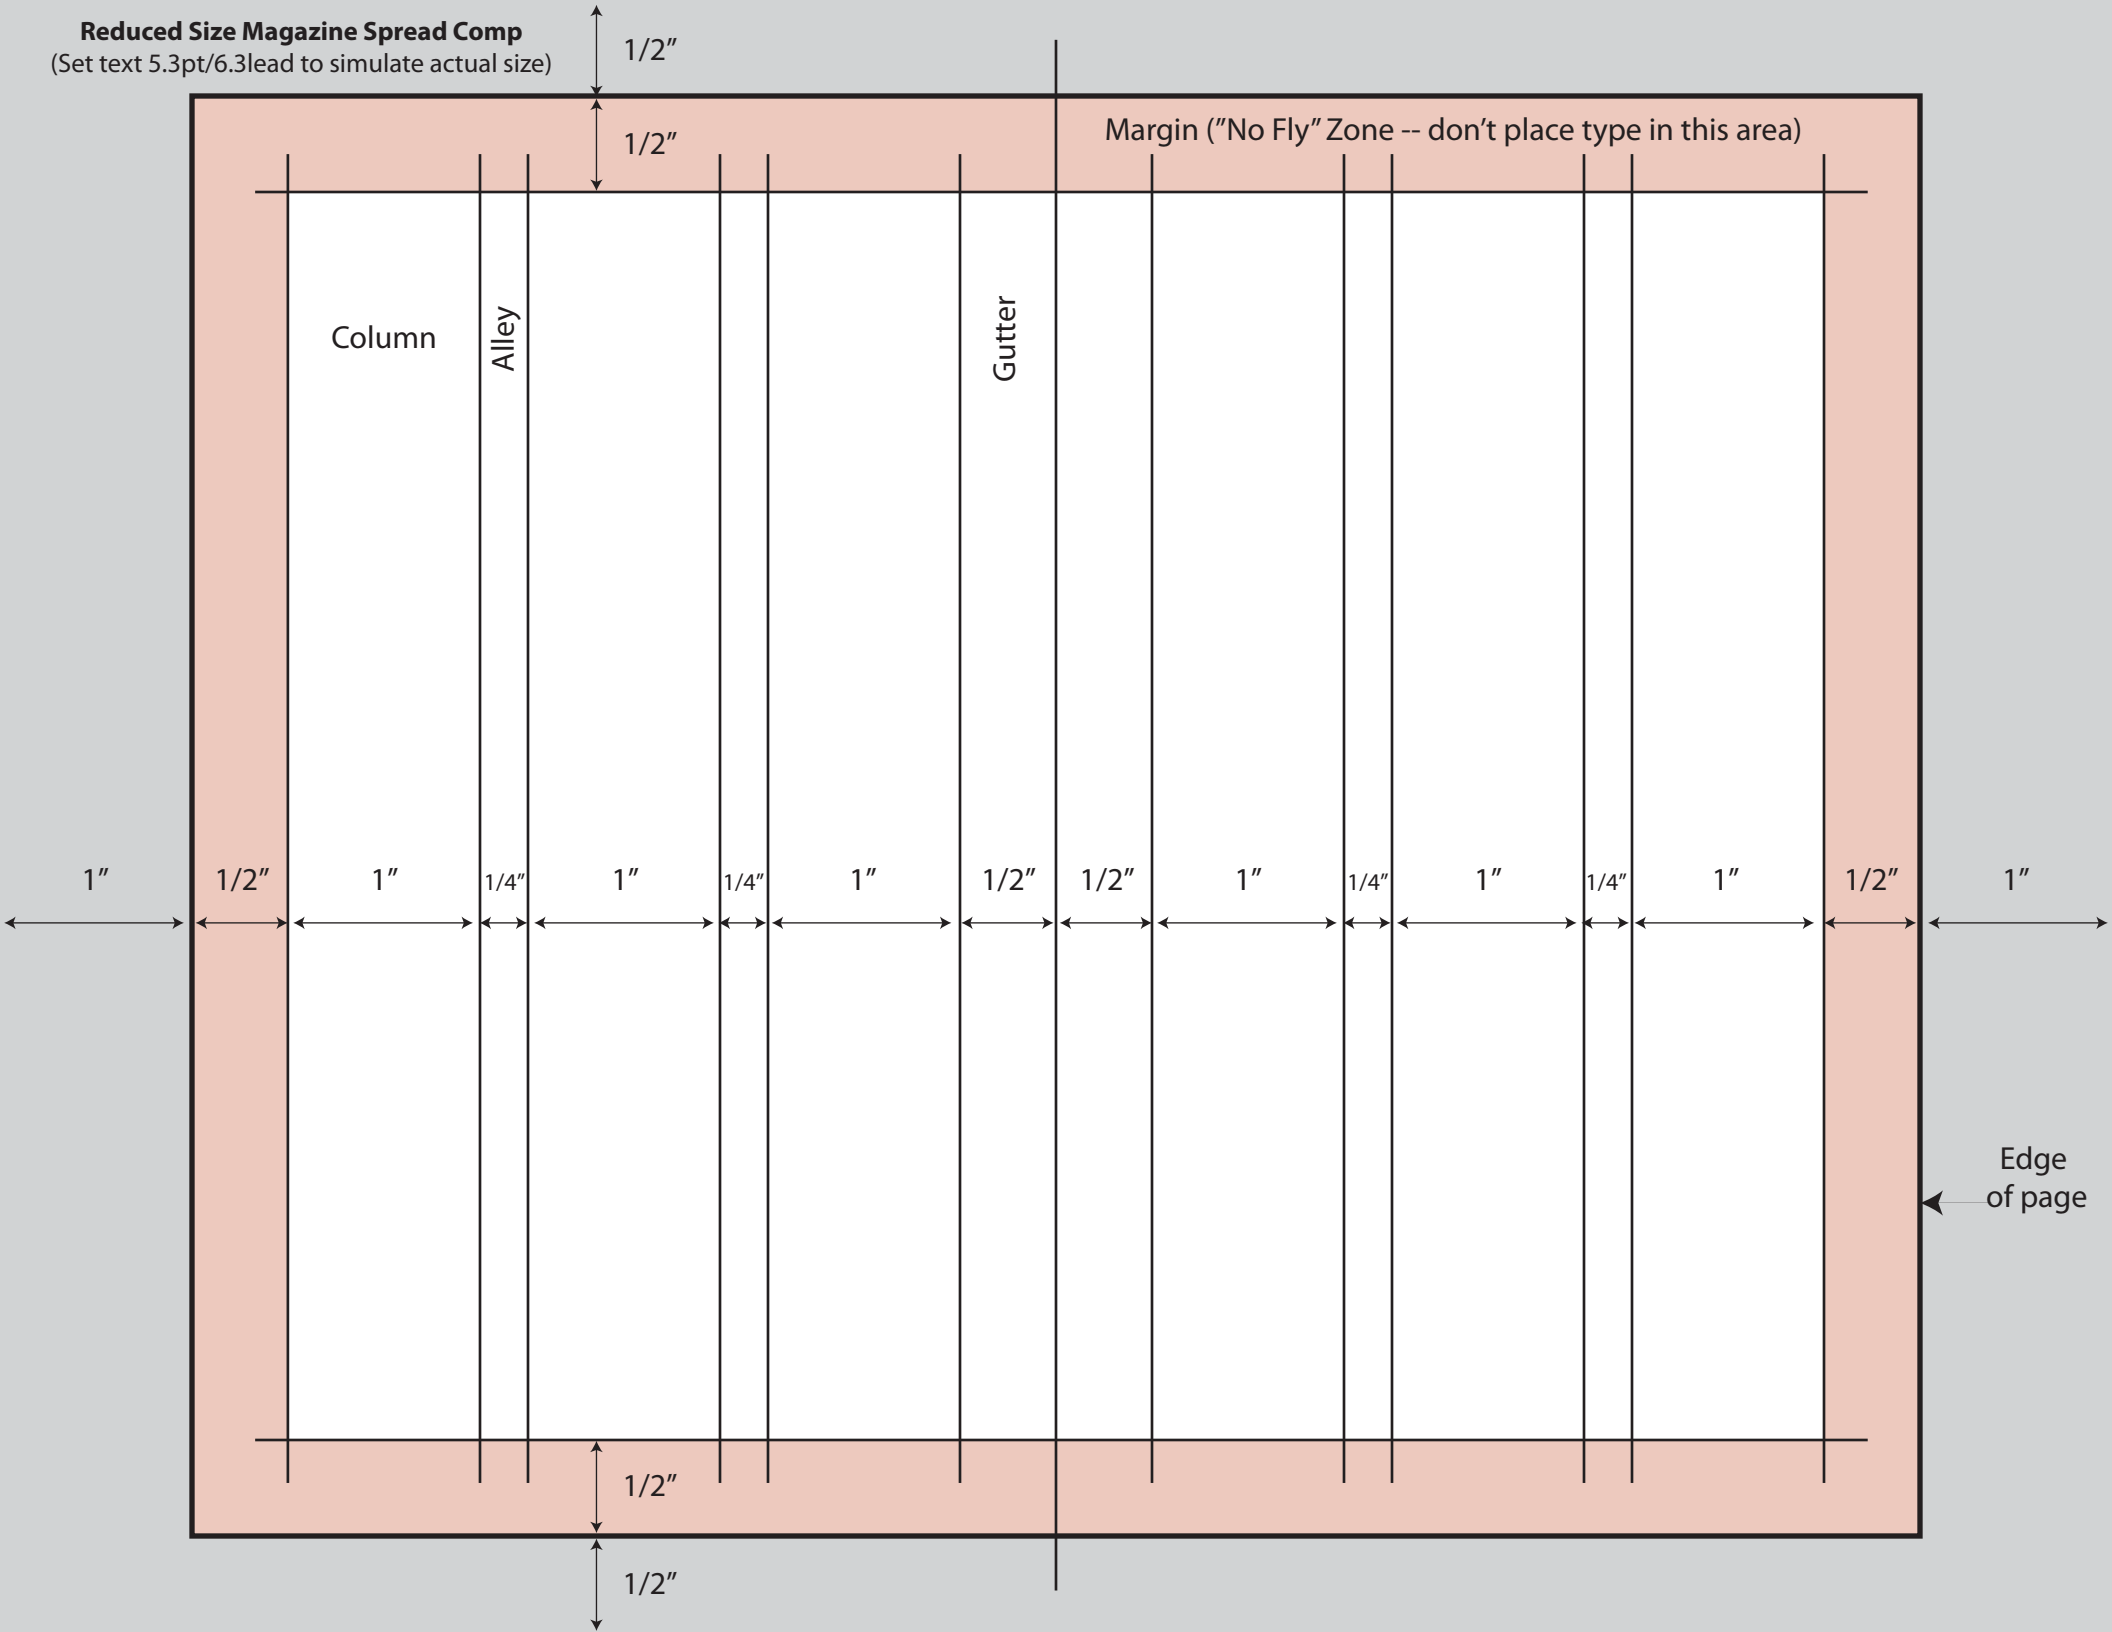 Reduced Size Magazine Spread Comp
(Set text 5.3pt/6.3lead to simulate actual size)
1/2”
1/2”
Margin (”No Fly” Zone -- don’t place type in this area)
Column
Alley
Gutter
1”
1/2”
1”
1/4”
1”
1/4”
1”
1/2”
1/2”
1”
1/4”
1”
1/4”
1”
1/2”
1”
Edge
of page
1/2”
1/2”